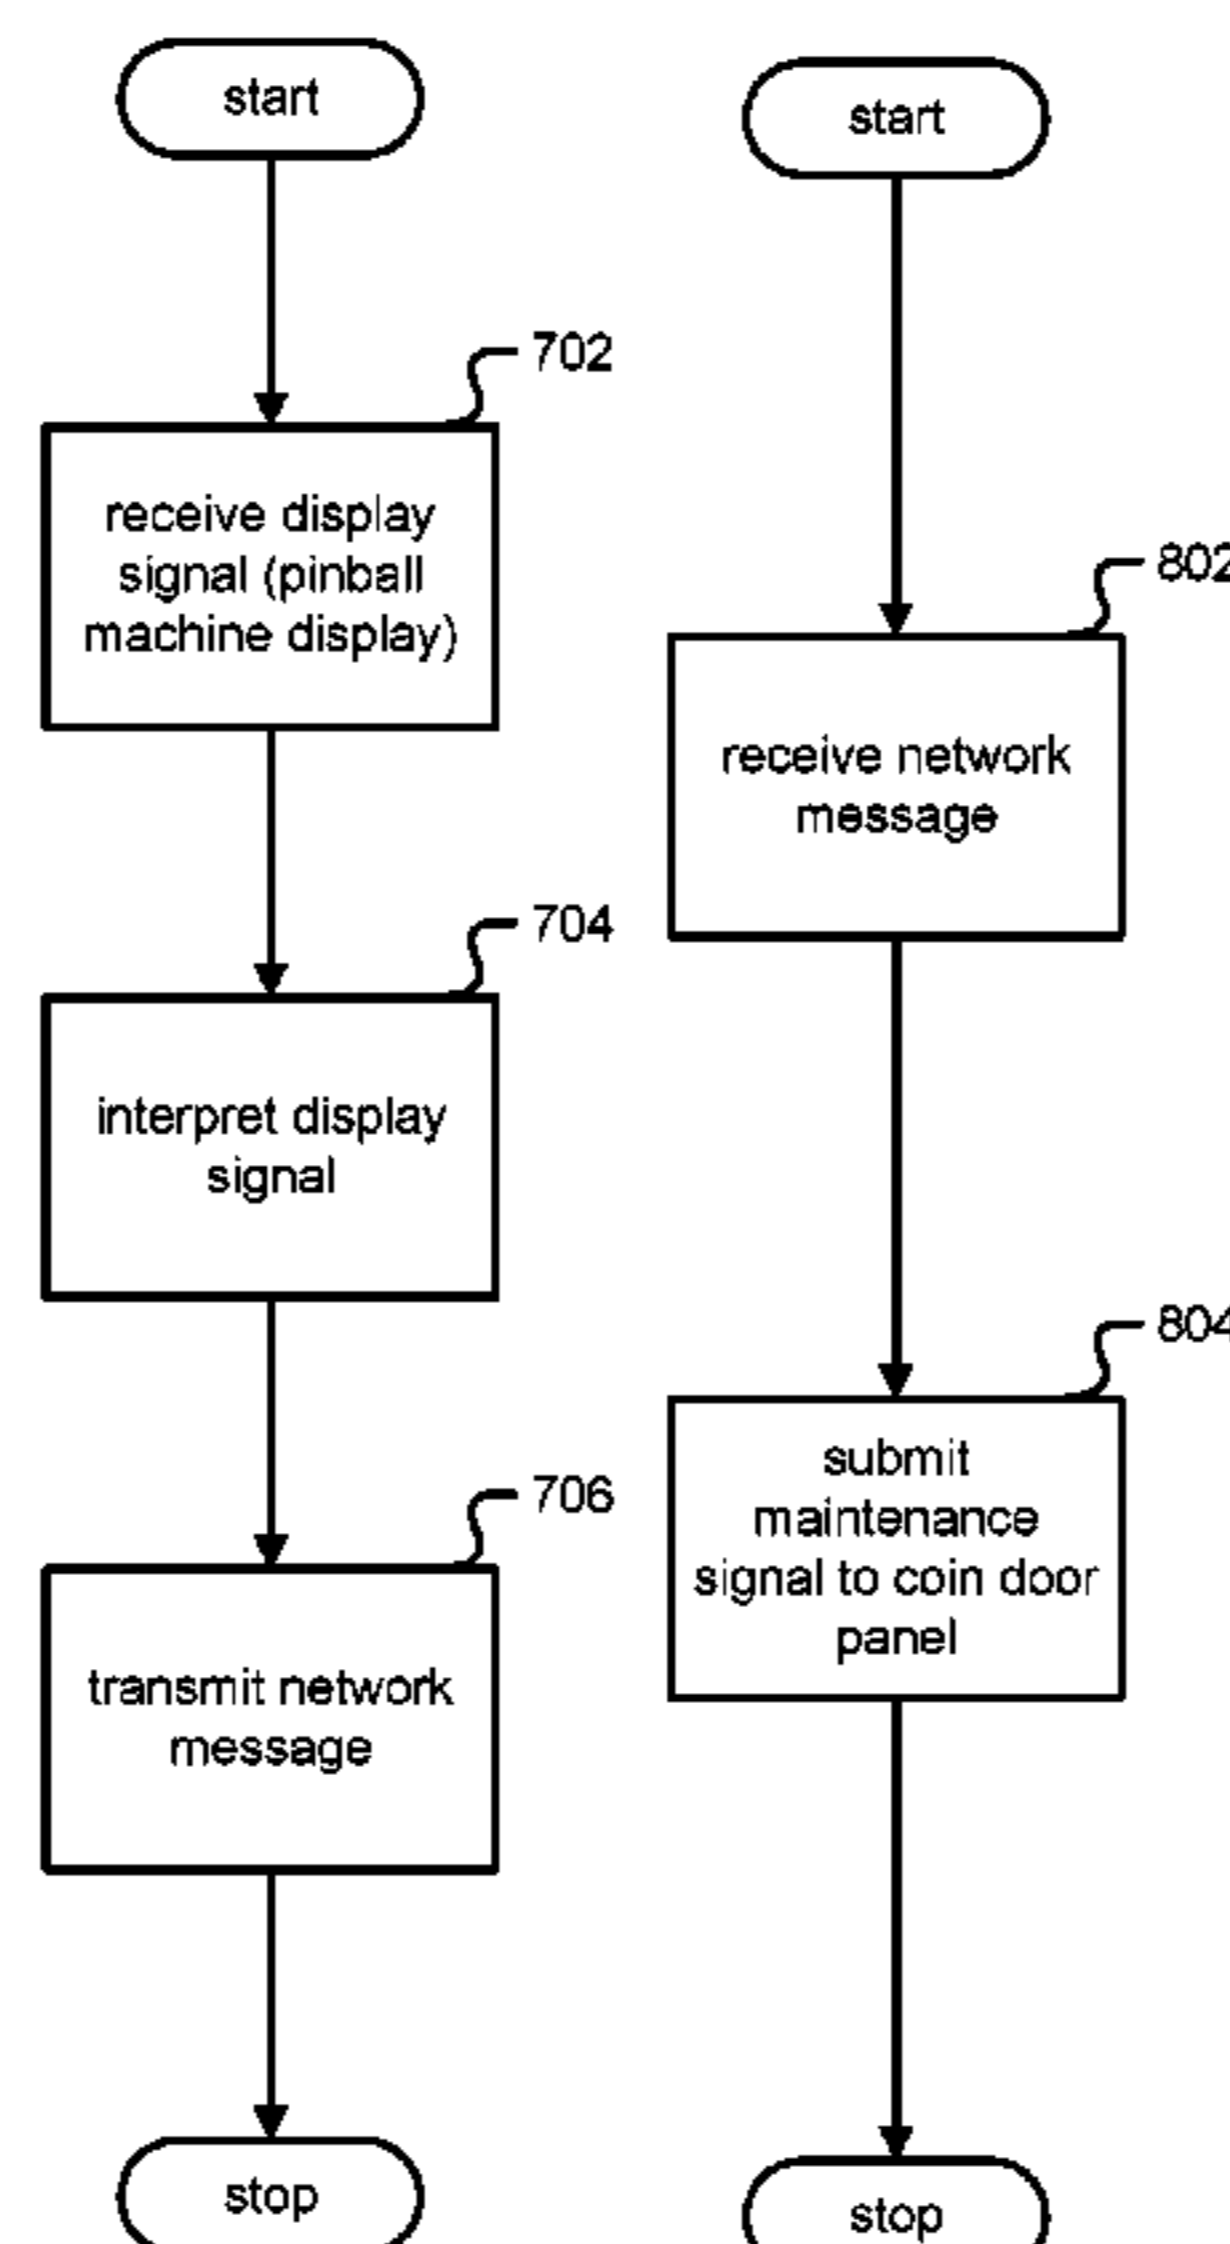 start
702
receive display
signal (pinball
machine display)
704
interpret display
signal
706
transmit network
message
stop
start
802
receive network
message
804
submit
maintenance
signal to coin door
panel
stop